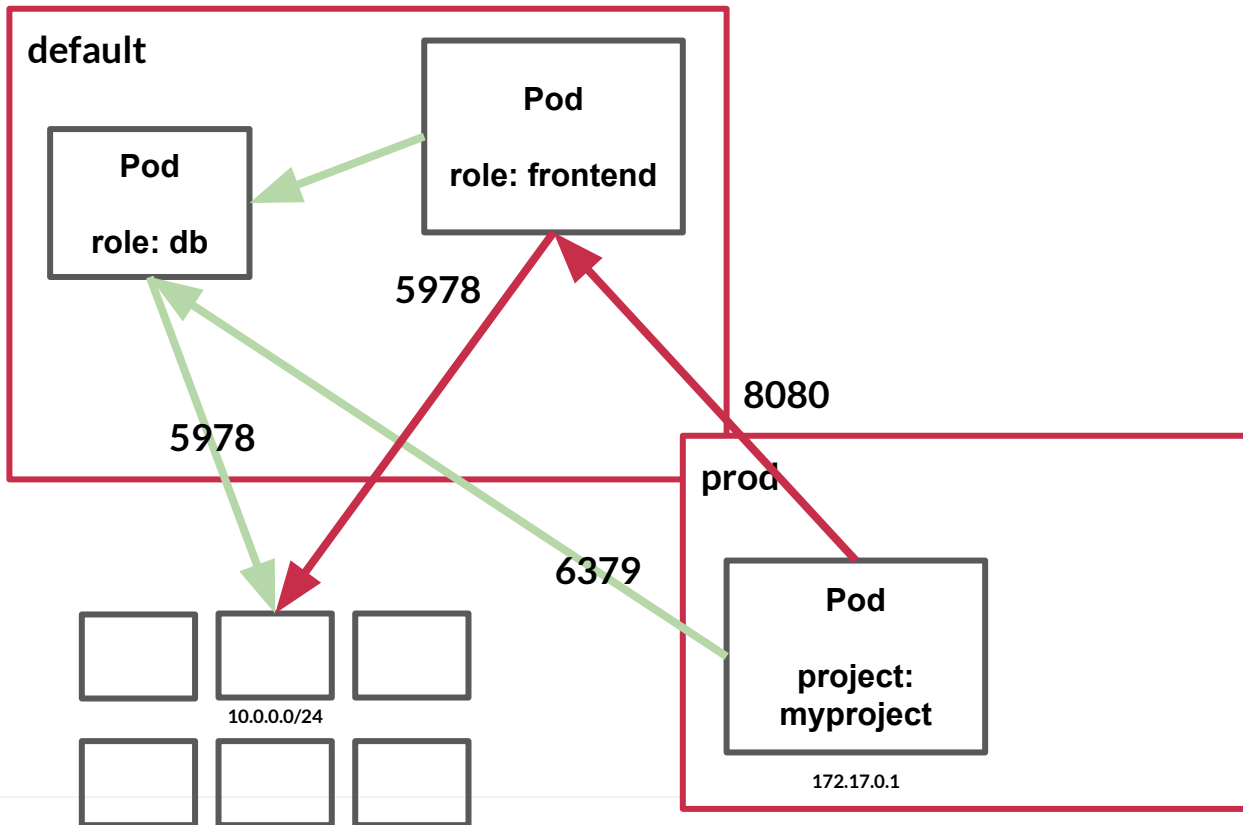 default
Pod
role: frontend
Pod
role: db
5978
8080
5978
prod
6379
Pod
project:
myproject
10.0.0.0/24
172.17.0.1